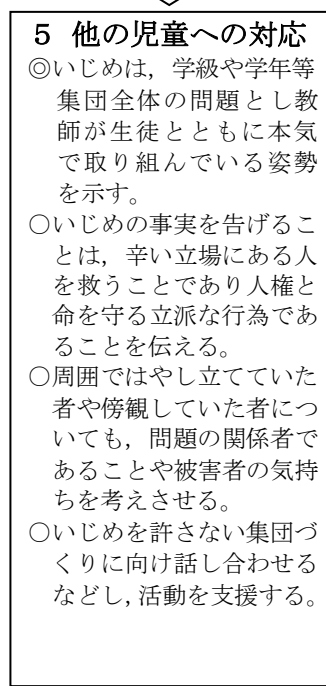 5 他の児童への対応
◎いじめは，学級や学年等
集団全体の問題とし教
師が生徒とともに本気
で取り組んでいる姿勢
を示す。
○いじめの事実を告げるこ
とは，辛い立場にある人
を救うことであり人権と
命を守る立派な行為であ
ることを伝える。
○周囲ではやし立てていた
者や傍観していた者につ
いても，問題の関係者で
あることや被害者の気持
ちを考えさせる。
○いじめを許さない集団づ
くりに向け話し合わせる
などし，活動を支援する。